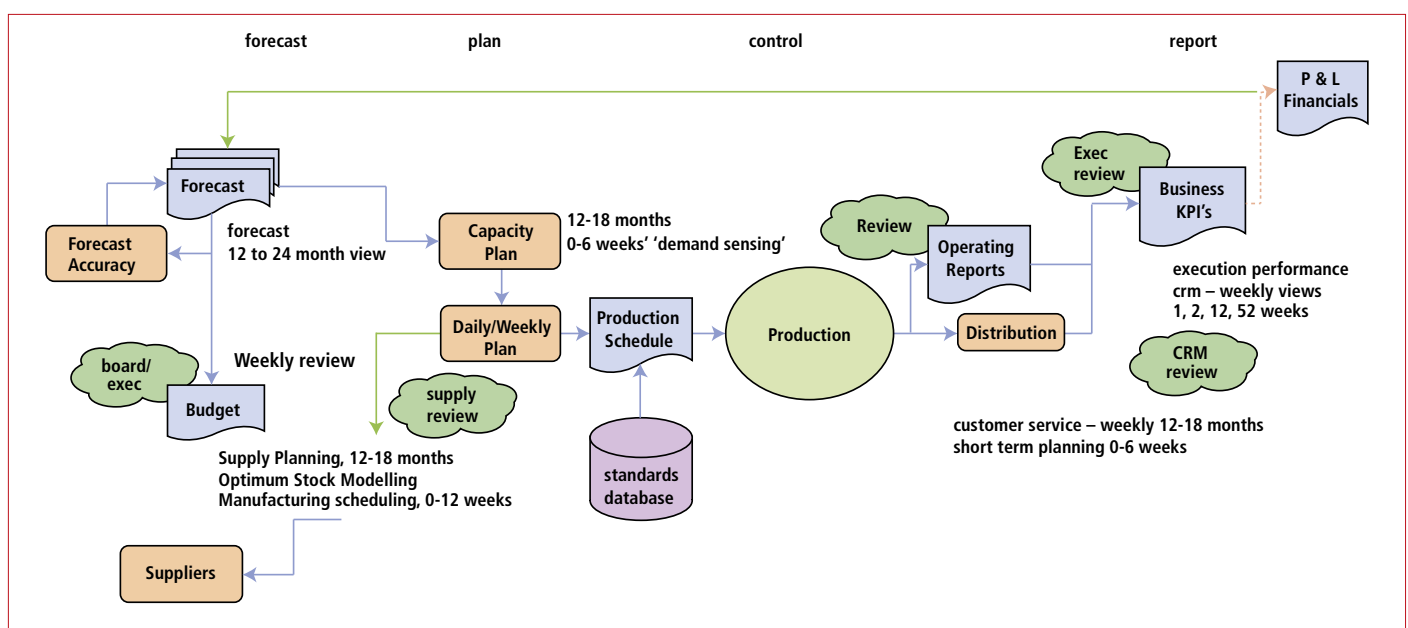 forecast
plan
control
report
P & L
Financials
Exec
review
Business
KPI's
Forecast
Capacity
Plan
12-18 months
0-6 weeks' 'demand sensing'
Review
Operating
Reports
forecast
12 to 24 month view
Forecast
Accuracy
execution performance
crm – weekly views
1, 2, 12, 52 weeks
Daily/Weekly
Plan
Production
Schedule
Production
Distribution
board/
exec
Weekly review
CRM
review
Budget
supply
review
customer service – weekly 12-18 months
short term planning 0-6 weeks
Supply Planning, 12-18 months
Optimum Stock Modelling
Manufacturing scheduling, 0-12 weeks
standards
database
Suppliers